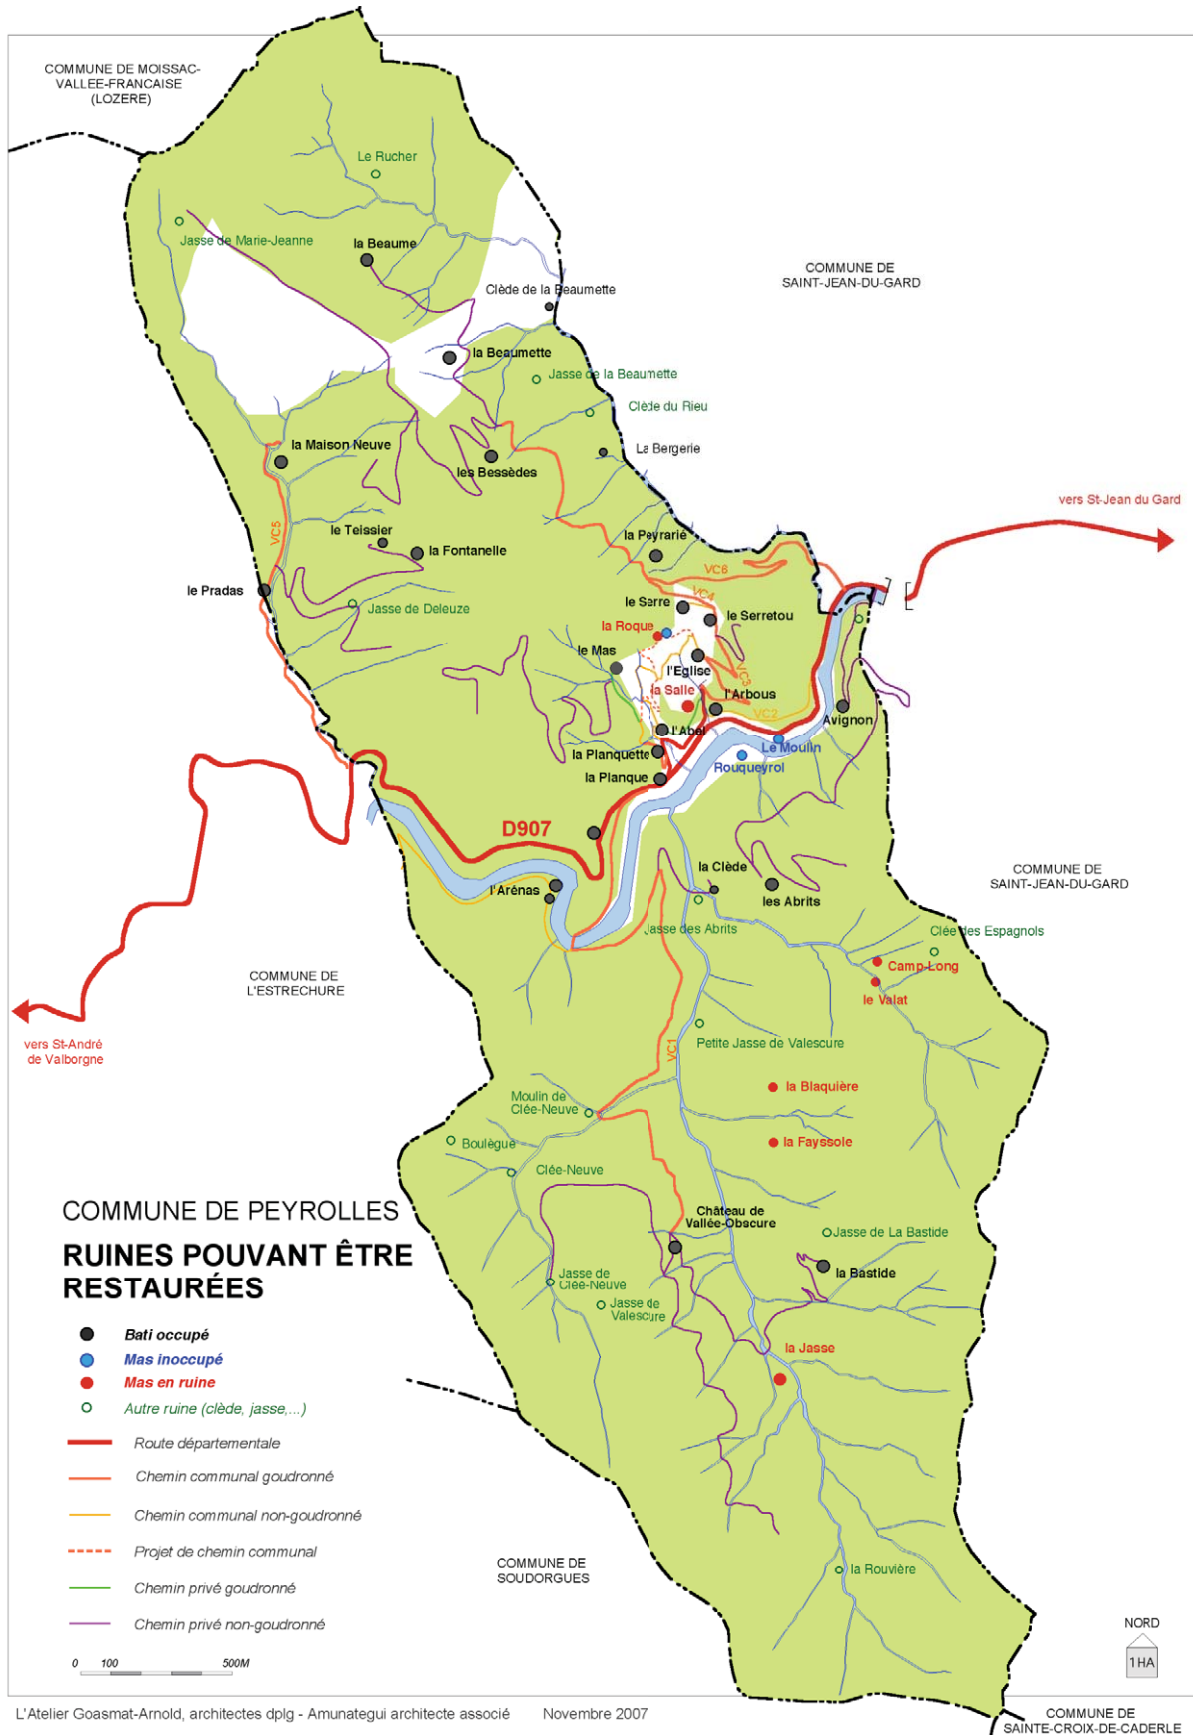 COMMUNE DE MOISSAC-
VALLEE-FRANCAISE
(LOZERE)
Le Rucher
Jasse de Marie-Jeanne
la Beaume
COMMUNE DE
SAINT-JEAN-DU-GARD
Clède de la Beaumette
la Beaumette
Jasse de la Beaumette
Clède du Rieu
la Maison Neuve
La Bergerie
les Bessèdes
vers St-Jean du Gard
VC5
le Teissier
la Fontanelle
la Peyrarié
VC6
le Pradas
VC4
Jasse de Deleuze
le Serre
le Serretou
la Roque
le Mas
l'Eglise
VC3
la Salle
l'Arbous
VC2
Avignon
l'Abel
Le Moulin
la Planquette
Rouqueyrol
la Planque
D907
la Clède
COMMUNE DE
SAINT-JEAN-DU-GARD
l'Arénas
les Abrits
Jasse des Abrits
Clée des Espagnols
Camp-Long
COMMUNE DE
L'ESTRECHURE
le Valat
vers St-André
de Valborgne
Petite Jasse de Valescure
VC1
la Blaquière
Moulin de
Clée-Neuve
Boulègue
la Fayssole
Clée-Neuve
COMMUNE DE PEYROLLES
RUINES POUVANT ÊTRE
RESTAURÉES
Château de
Vallée-Obscure
Jasse de La Bastide
la Bastide
Jasse de
Clée-Neuve
Jasse de
Valescure
la Jasse
Bati occupé
Mas inoccupé
Mas en ruine
Autre ruine (clède, jasse,...)
Route départementale
Chemin communal goudronné
Chemin communal non-goudronné
Projet de chemin communal
Chemin privé goudronné
Chemin privé non-goudronné
COMMUNE DE
SOUDORGUES
la Rouvière
0 100 500M
NORD
1HA
L'Atelier Goasmat-Arnold, architectes dplg - Amunategui architecte associé Novembre 2007
COMMUNE DE
SAINTE-CROIX-DE-CADERLE